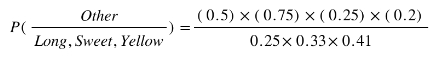 P( Other / Long, Sweet, Yellow ) = ( 0.5) × ( 0.75) × ( 0.25) × ( 0.2) / 0.25 × 0.33 × 0.41